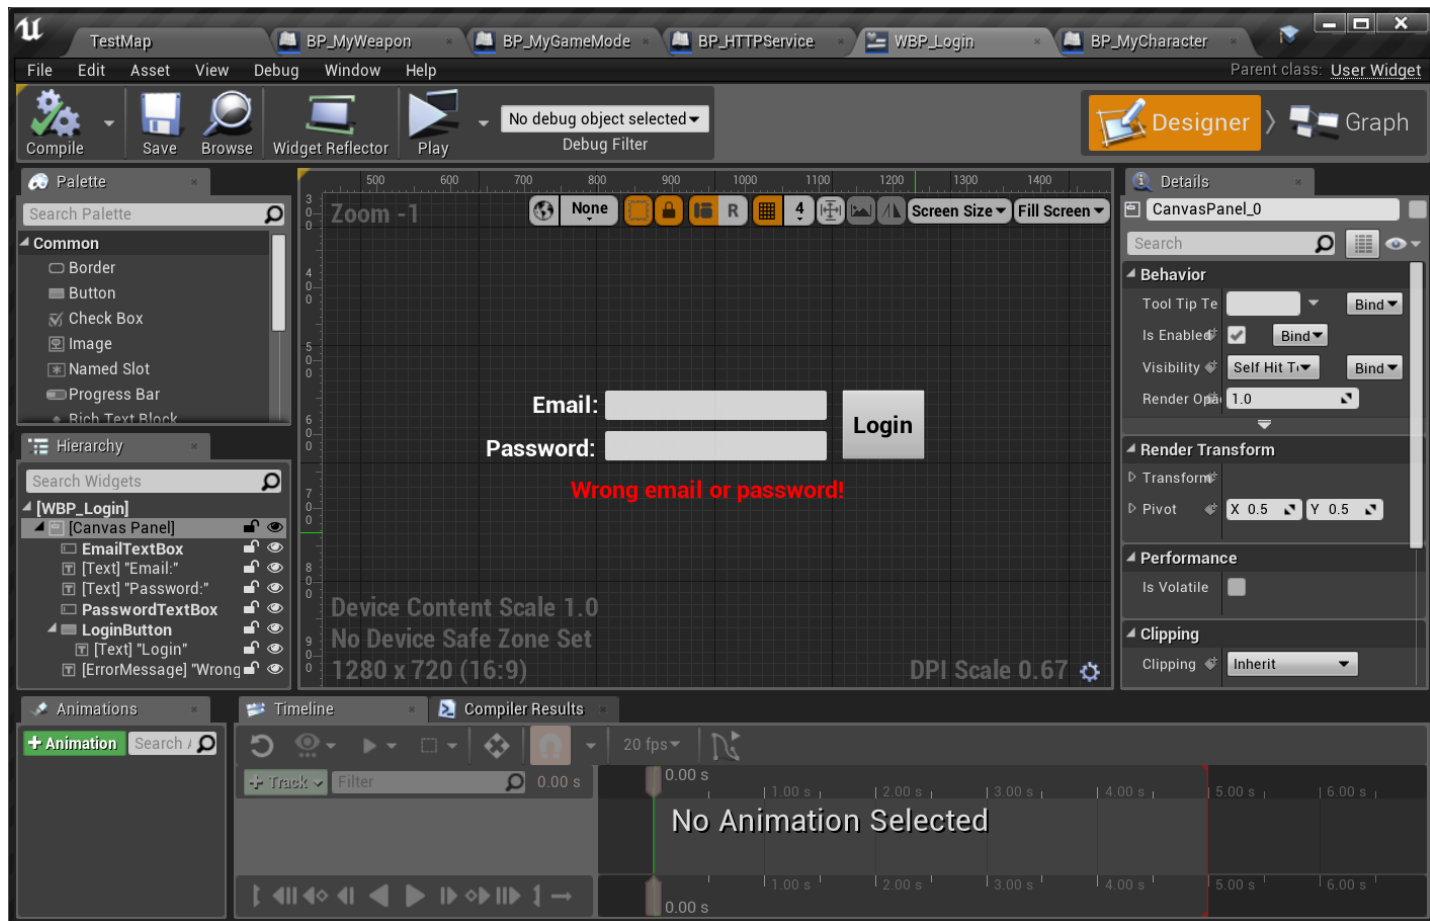 TestMap BP_MyWeapon BP_MyGameMode BP_HTTPService WBP_Login BP_MyCharacter
File Edit Asset View Debug Window Help Parent class: User Widget
Compile Save Browse Widget Reflector Play
No debug object selected
Debug Filter
Designer Graph
Palette
Search Palette
Common
Border
Button
Check Box
Image
Named Slot
Progress Bar
Rich Text Block
Hierarchy
Search Widgets
[WBP_Login]
[Canvas Panel]
EmailTextBox
[Text] "Email:"
[Text] "Password:"
PasswordTextBox
LoginButton
[Text] "Login"
[ErrorMessage] "Wrong
500 600 700 800 900 1000 1100 1200 1300 1400
300
400
500
600
700
800
900
Zoom -1
None R 4 Screen Size Fill Screen
Email:
Password:
Login
Wrong email or password!
Device Content Scale 1.0
No Device Safe Zone Set
1280 x 720 (16:9)
DPI Scale 0.67
Details
CanvasPanel_0
Search
Behavior
Tool Tip Te Bind
Is Enabled Bind
Visibility Self Hit T Bind
Render Opa 1.0
Render Transform
Transform
Pivot X 0.5 Y 0.5
Performance
Is Volatile
Clipping
Clipping Inherit
Animations
+ Animation Search
Timeline Compiler Results
20 fps
+ Track Filter 0.00 s
0.00 s
1.00 s 2.00 s 3.00 s 4.00 s 5.00 s 6.00 s
No Animation Selected
1.00 s 2.00 s 3.00 s 4.00 s 5.00 s 6.00 s
0.00 s